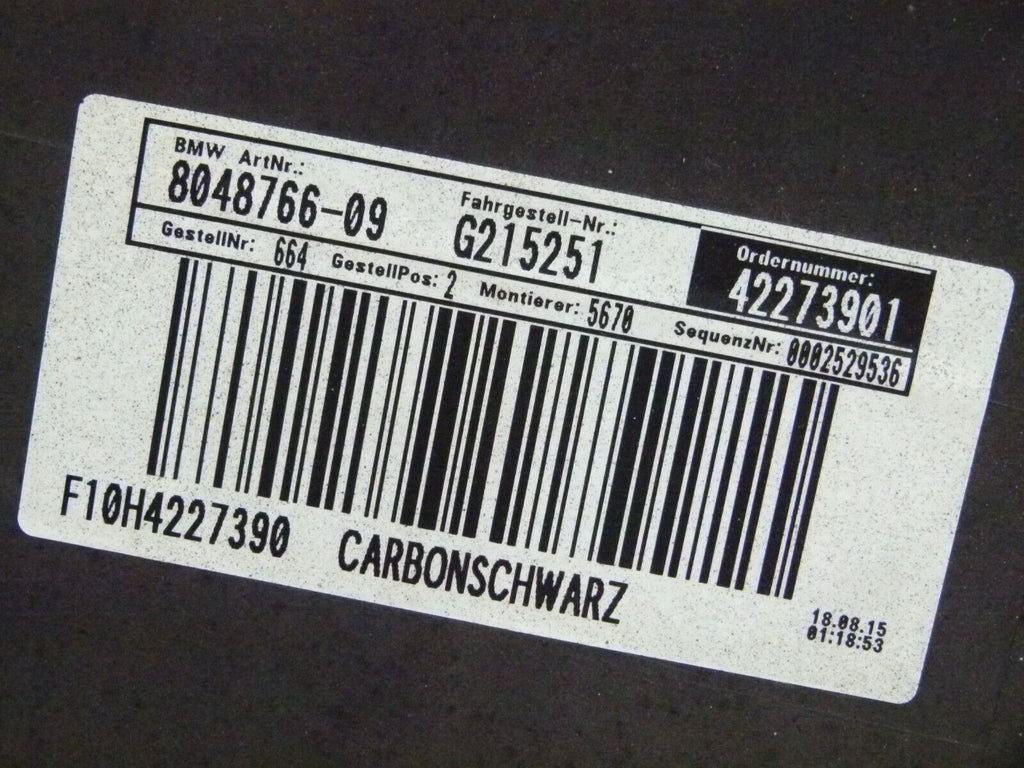 BMW ArtNr.:
8048766-09
Fahrgestell-Nr.:
G215251
Ordernummer:
42273901
GestellNr: 664 GestellPos: 2 Montierer: 5670 SequenzNr: 0002529536
F10H4227390 CARBONSCHWARZ
18.08.15
01:18:53